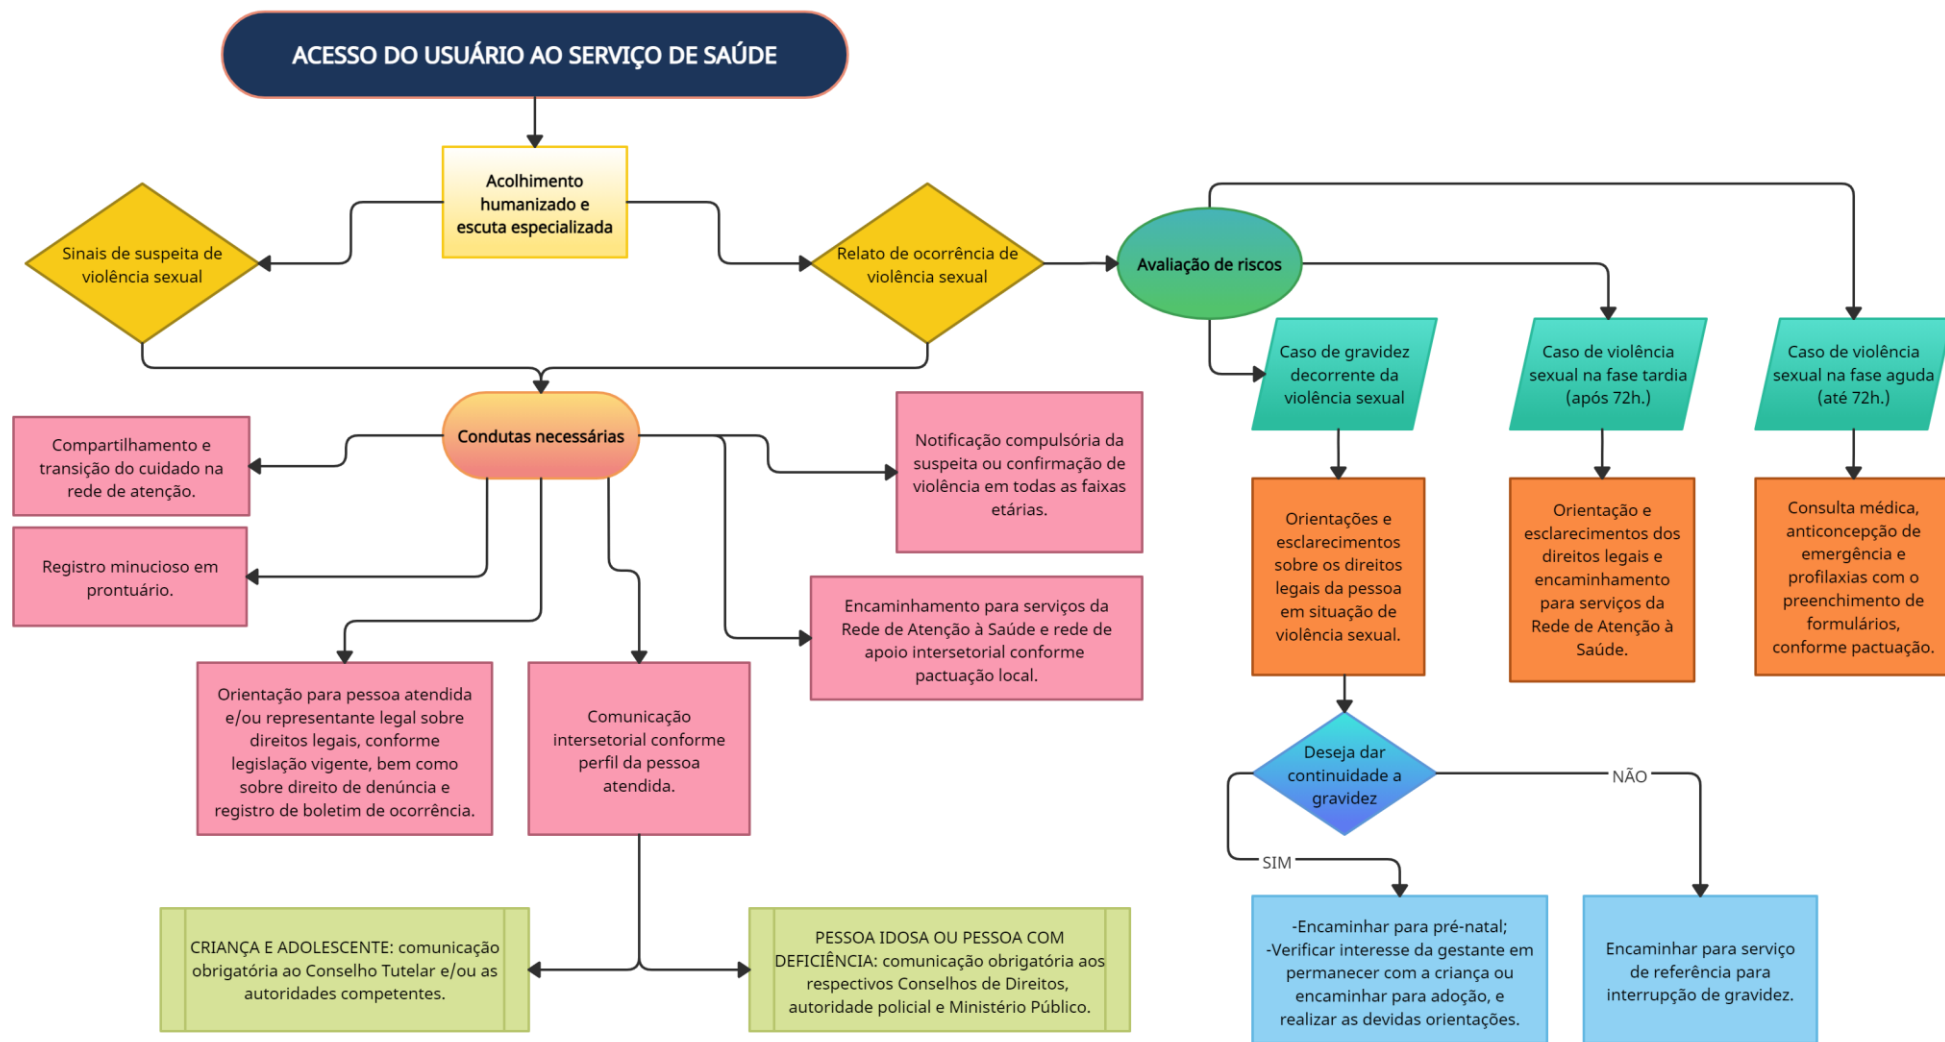 ACESSO DO USUÁRIO AO SERVIÇO DE SAÚDE
Acolhimento
humanizado e
escuta especializada
Sinais de suspeita de
violência sexual
Relato de ocorrência de
violência sexual
Avaliação de riscos
Caso de gravidez
decorrente da
violência sexual
Caso de violência
sexual na fase tardia
(após 72h.)
Caso de violência
sexual na fase aguda
(até 72h.)
Condutas necessárias
Compartilhamento e
transição do cuidado na
rede de atenção.
Registro minucioso em
prontuário.
Notificação compulsória da
suspeita ou confirmação de
violência em todas as faixas
etárias.
Encaminhamento para serviços da
Rede de Atenção à Saúde e rede de
apoio intersetorial conforme
pactuação local.
Orientação para pessoa atendida
e/ou representante legal sobre
direitos legais, conforme
legislação vigente, bem como
sobre direito de denúncia e
registro de boletim de ocorrência.
Comunicação
intersetorial conforme
perfil da pessoa
atendida.
CRIANÇA E ADOLESCENTE: comunicação
obrigatória ao Conselho Tutelar e/ou as
autoridades competentes.
PESSOA IDOSA OU PESSOA COM
DEFICIÊNCIA: comunicação obrigatória aos
respectivos Conselhos de Direitos,
autoridade policial e Ministério Público.
Orientações e
esclarecimentos
sobre os direitos
legais da pessoa
em situação de
violência sexual.
Orientação e
esclarecimentos dos
direitos legais e
encaminhamento
para serviços da
Rede de Atenção à
Saúde.
Consulta médica,
anticoncepção de
emergência e
profilaxias com o
preenchimento de
formulários,
conforme pactuação.
Deseja dar
continuidade a
gravidez
NÃO
SIM
-Encaminhar para pré-natal;
-Verificar interesse da gestante em
permanecer com a criança ou
encaminhar para adoção, e
realizar as devidas orientações.
Encaminhar para serviço
de referência para
interrupção de gravidez.